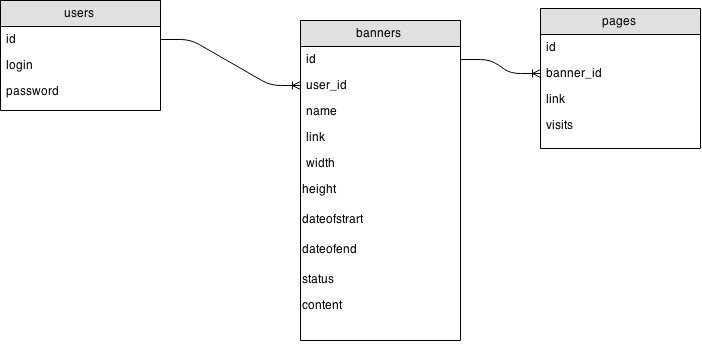 users
id
login
password
banners
id
user_id
name
link
width
height
dateofstrart
dateofend
status
content
pages
id
banner_id
link
visits